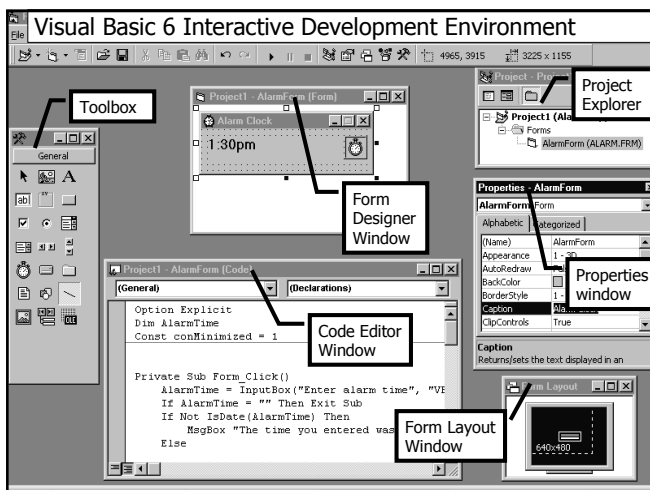 Visual Basic 6 Interactive Development Environment
File
4965, 3915
3225 x 1155
Toolbox
General
A
ab
Project1 - AlarmForm (Form)
Alarm Clock
1:30pm
Form
Designer
Window
Project
Explorer
Project1
Forms
AlarmForm (ALARM.FRM)
Properties - AlarmForm
AlarmForm Form
Alphabetic
Categorized
(Name) AlarmForm
Appearance 1 - 3D
AutoRedraw
BackColor
BorderStyle 1 -
Caption
ClipControls True
Caption
Returns/sets the text displayed in an
Properties
window
Project1 - AlarmForm (Code)
(General) (Declarations)
Option Explicit
Dim AlarmTime
Const conMinimized = 1
Private Sub Form_Click()
AlarmTime = InputBox("Enter alarm time", "VB
If AlarmTime = "" Then Exit Sub
If Not IsDate(AlarmTime) Then
MsgBox "The time you entered was
Else
Code Editor
Window
Form Layout
640x480
Form Layout
Window